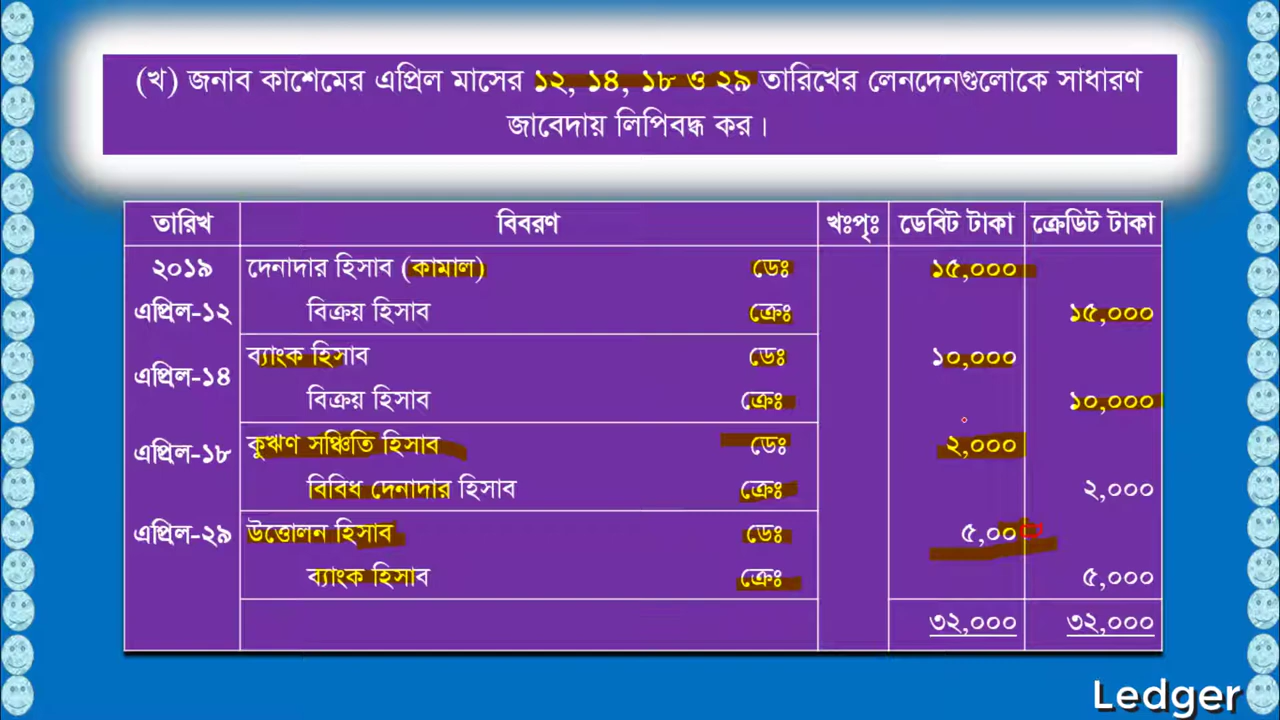 (খ) জনাব কাশেমের এপ্রিল মাসের ১২, ১৪, ১৮ ও ২৯ তারিখের লেনদেনগুলোকে সাধারণ
জাবেদায় লিপিবদ্ধ কর।
তারিখ বিবরণ খঃপৃঃ ডেবিট টাকা ক্রেডিট টাকা
২০১৯ দেনাদার হিসাব (কামাল) ডেঃ ১৫,০০০
এপ্রিল-১২ বিক্রয় হিসাব ক্রেঃ ১৫,০০০
ব্যাংক হিসাব ডেঃ ১০,০০০
এপ্রিল-১৪
বিক্রয় হিসাব ক্রেঃ ১০,০০০
কুঋণ সঞ্চিতি হিসাব ডেঃ ২,০০০
এপ্রিল-১৮
বিবিধ দেনাদার হিসাব ক্রেঃ ২,০০০
এপ্রিল-২৯ উত্তোলন হিসাব ডেঃ ৫,০০
ব্যাংক হিসাব ক্রেঃ ৫,০০০
৩২,০০০ ৩২,০০০
Ledger